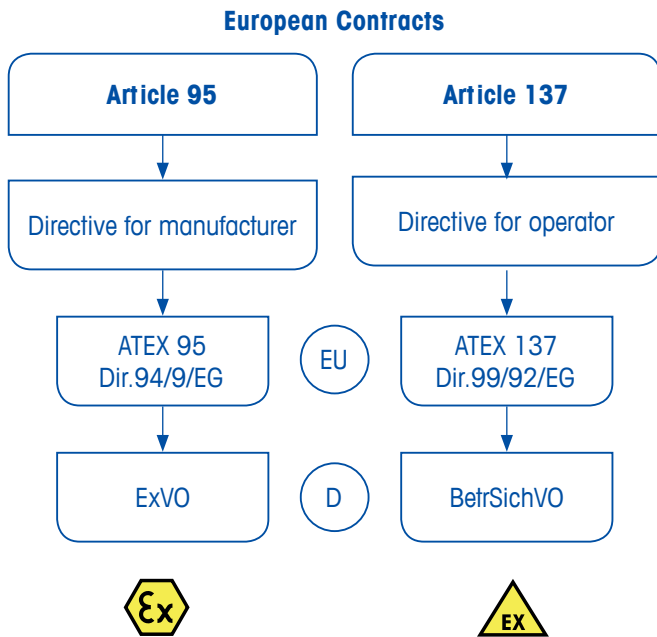 European Contracts
Article 95
Article 137
Directive for manufacturer
Directive for operator
ATEX 95
Dir.94/9/EG
EU
ATEX 137
Dir.99/92/EG
ExVO
D
BetrSichVO
Ex
EX